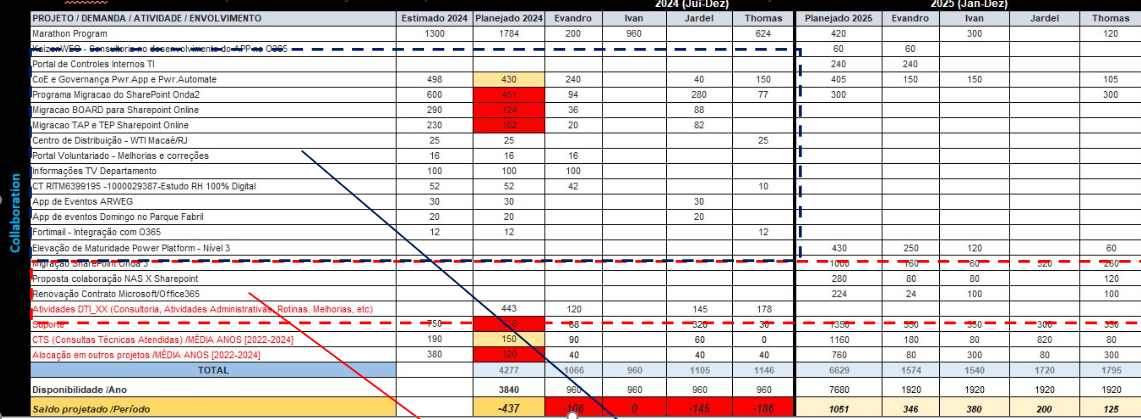 2024 (Jul-Dez) 2025 (Jan-Dez)
PROJETO / DEMANDA / ATIVIDADE / ENVOLVIMENTO Estimado 2024 Planejado 2024 Evandro Ivan Jardel Thomas Planejado 2025 Evandro Ivan Jardel Thomas
Marathon Program 1300 1784 200 960 624 420 300 120
KaizerWEG - Consultoria no desenvolvimento do APP no O365 60 60
Portal de Controles Internos TI 240 240
CoE e Governança Pwr.App e Pwr.Automate 498 430 240 40 150 405 150 150 105
Programa Migracao do SharePoint Onda2 600 451 94 280 77 300 300
Migracao BOARD para Sharepoint Online 290 124 36 88
Migracao TAP e TEP Sharepoint Online 230 102 20 82
Centro de Distribuição - WTI Macaé/RJ 25 25 25
Portal Voluntariado - Melhorias e correções 16 16 16
Informações TV Departamento 100 100 100
CT RITM6399195 -1000029387-Estudo RH 100% Digital 52 52 42 10
App de Eventos ARWEG 30 30 30
App de eventos Domingo no Parque Fabril 20 20 20
Fortimail - Integração com O365 12 12 12
Elevação de Maturidade Power Platform - Nível 3 430 250 120 60
Migração SharePoint Onda 3 1000 160 60 520 260
Proposta colaboração NAS X Sharepoint 280 80 80 120
Renovação Contrato Microsoft/Office365 224 24 100 100
Atividades DTI_XX (Consultoria, Atividades Administrativas, Rotinas, Melhorias, etc) 443 120 145 178
Suporte 750 68 320 30 1350 350 350 300 350
CTS (Consultas Técnicas Atendidas) /MÉDIA ANOS [2022-2024] 190 150 90 60 0 1160 180 80 820 80
Alocação em outros projetos /MÉDIA ANOS [2022-2024] 380 120 40 40 40 760 80 300 80 300
TOTAL 4277 1066 960 1105 1146 6629 1574 1540 1720 1795
Disponibilidade /Ano 3840 960 960 960 960 7680 1920 1920 1920 1920
Saldo projetado /Período -437 -106 0 -145 -186 1051 346 380 200 125
Collaboration